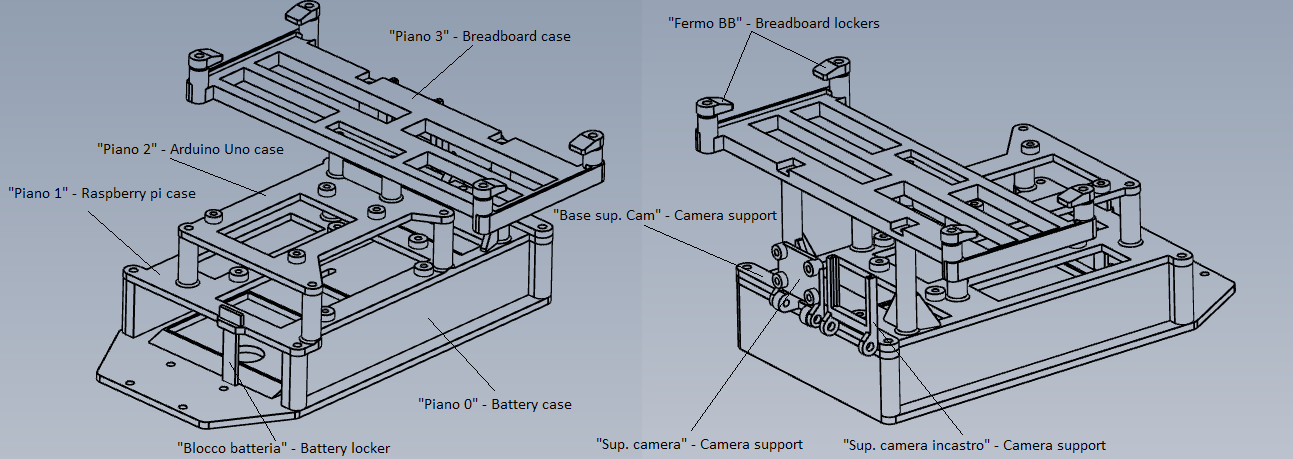 "Piano 3" - Breadboard case
"Piano 2" - Arduino Uno case
"Piano 1" - Raspberry pi case
"Piano 0" - Battery case
"Blocco batteria" - Battery locker
"Fermo BB" - Breadboard lockers
"Base sup. Cam" - Camera support
"Sup. camera" - Camera support
"Sup. camera incastro" - Camera support